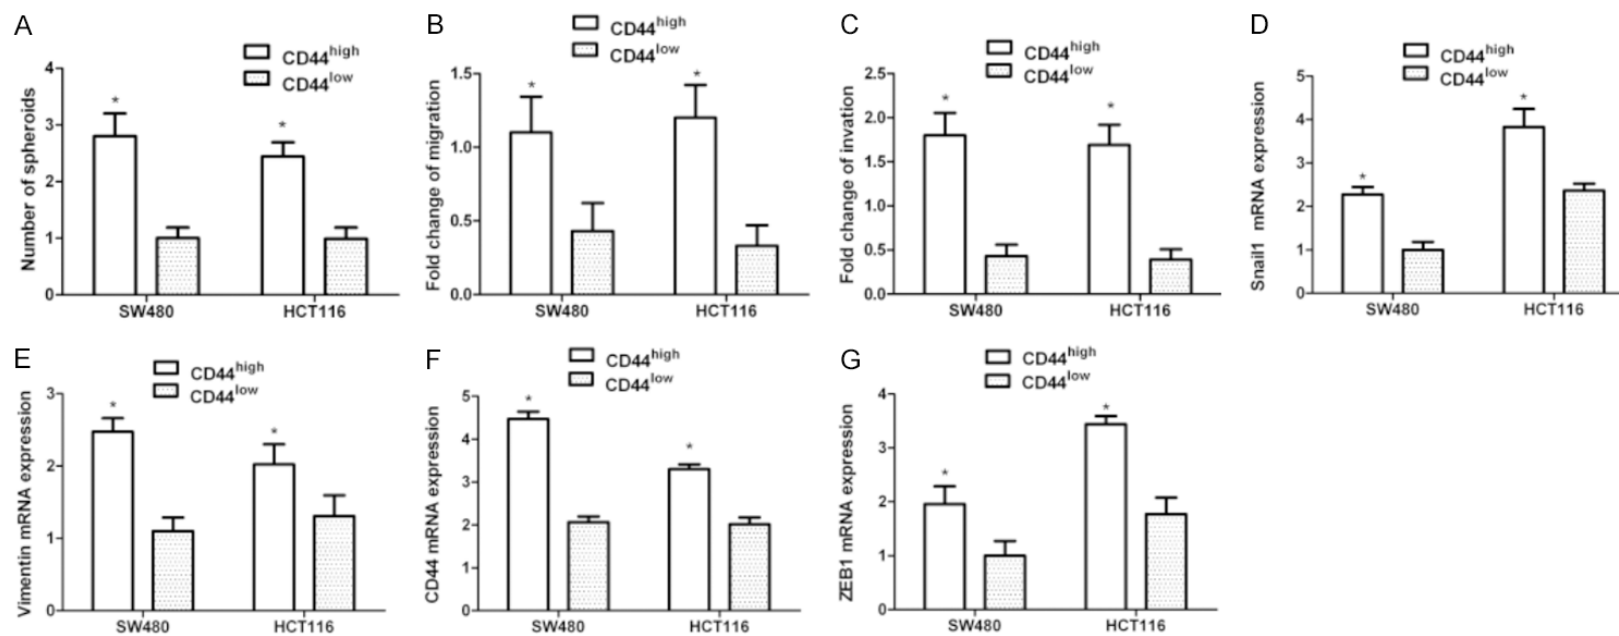 A
CD44high
CD44low
Number of spheroids
4
3
2
1
0
*
*
SW480
HCT116
B
CD44high
CD44low
Fold change of migration
1.5
1.0
0.5
0.0
*
*
SW480
HCT116
C
CD44high
CD44low
Fold change of invation
2.5
2.0
1.5
1.0
0.5
0.0
*
*
SW480
HCT116
D
CD44high
CD44low
Snail1 mRNA expression
5
4
3
2
1
0
*
*
SW480
HCT116
E
CD44high
CD44low
Vimentin mRNA expression
3
2
1
0
*
*
SW480
HCT116
F
CD44high
CD44low
CD44 mRNA expression
5
4
3
2
1
0
*
*
SW480
HCT116
G
CD44high
CD44low
ZEB1 mRNA expression
4
3
2
1
0
*
*
SW480
HCT116